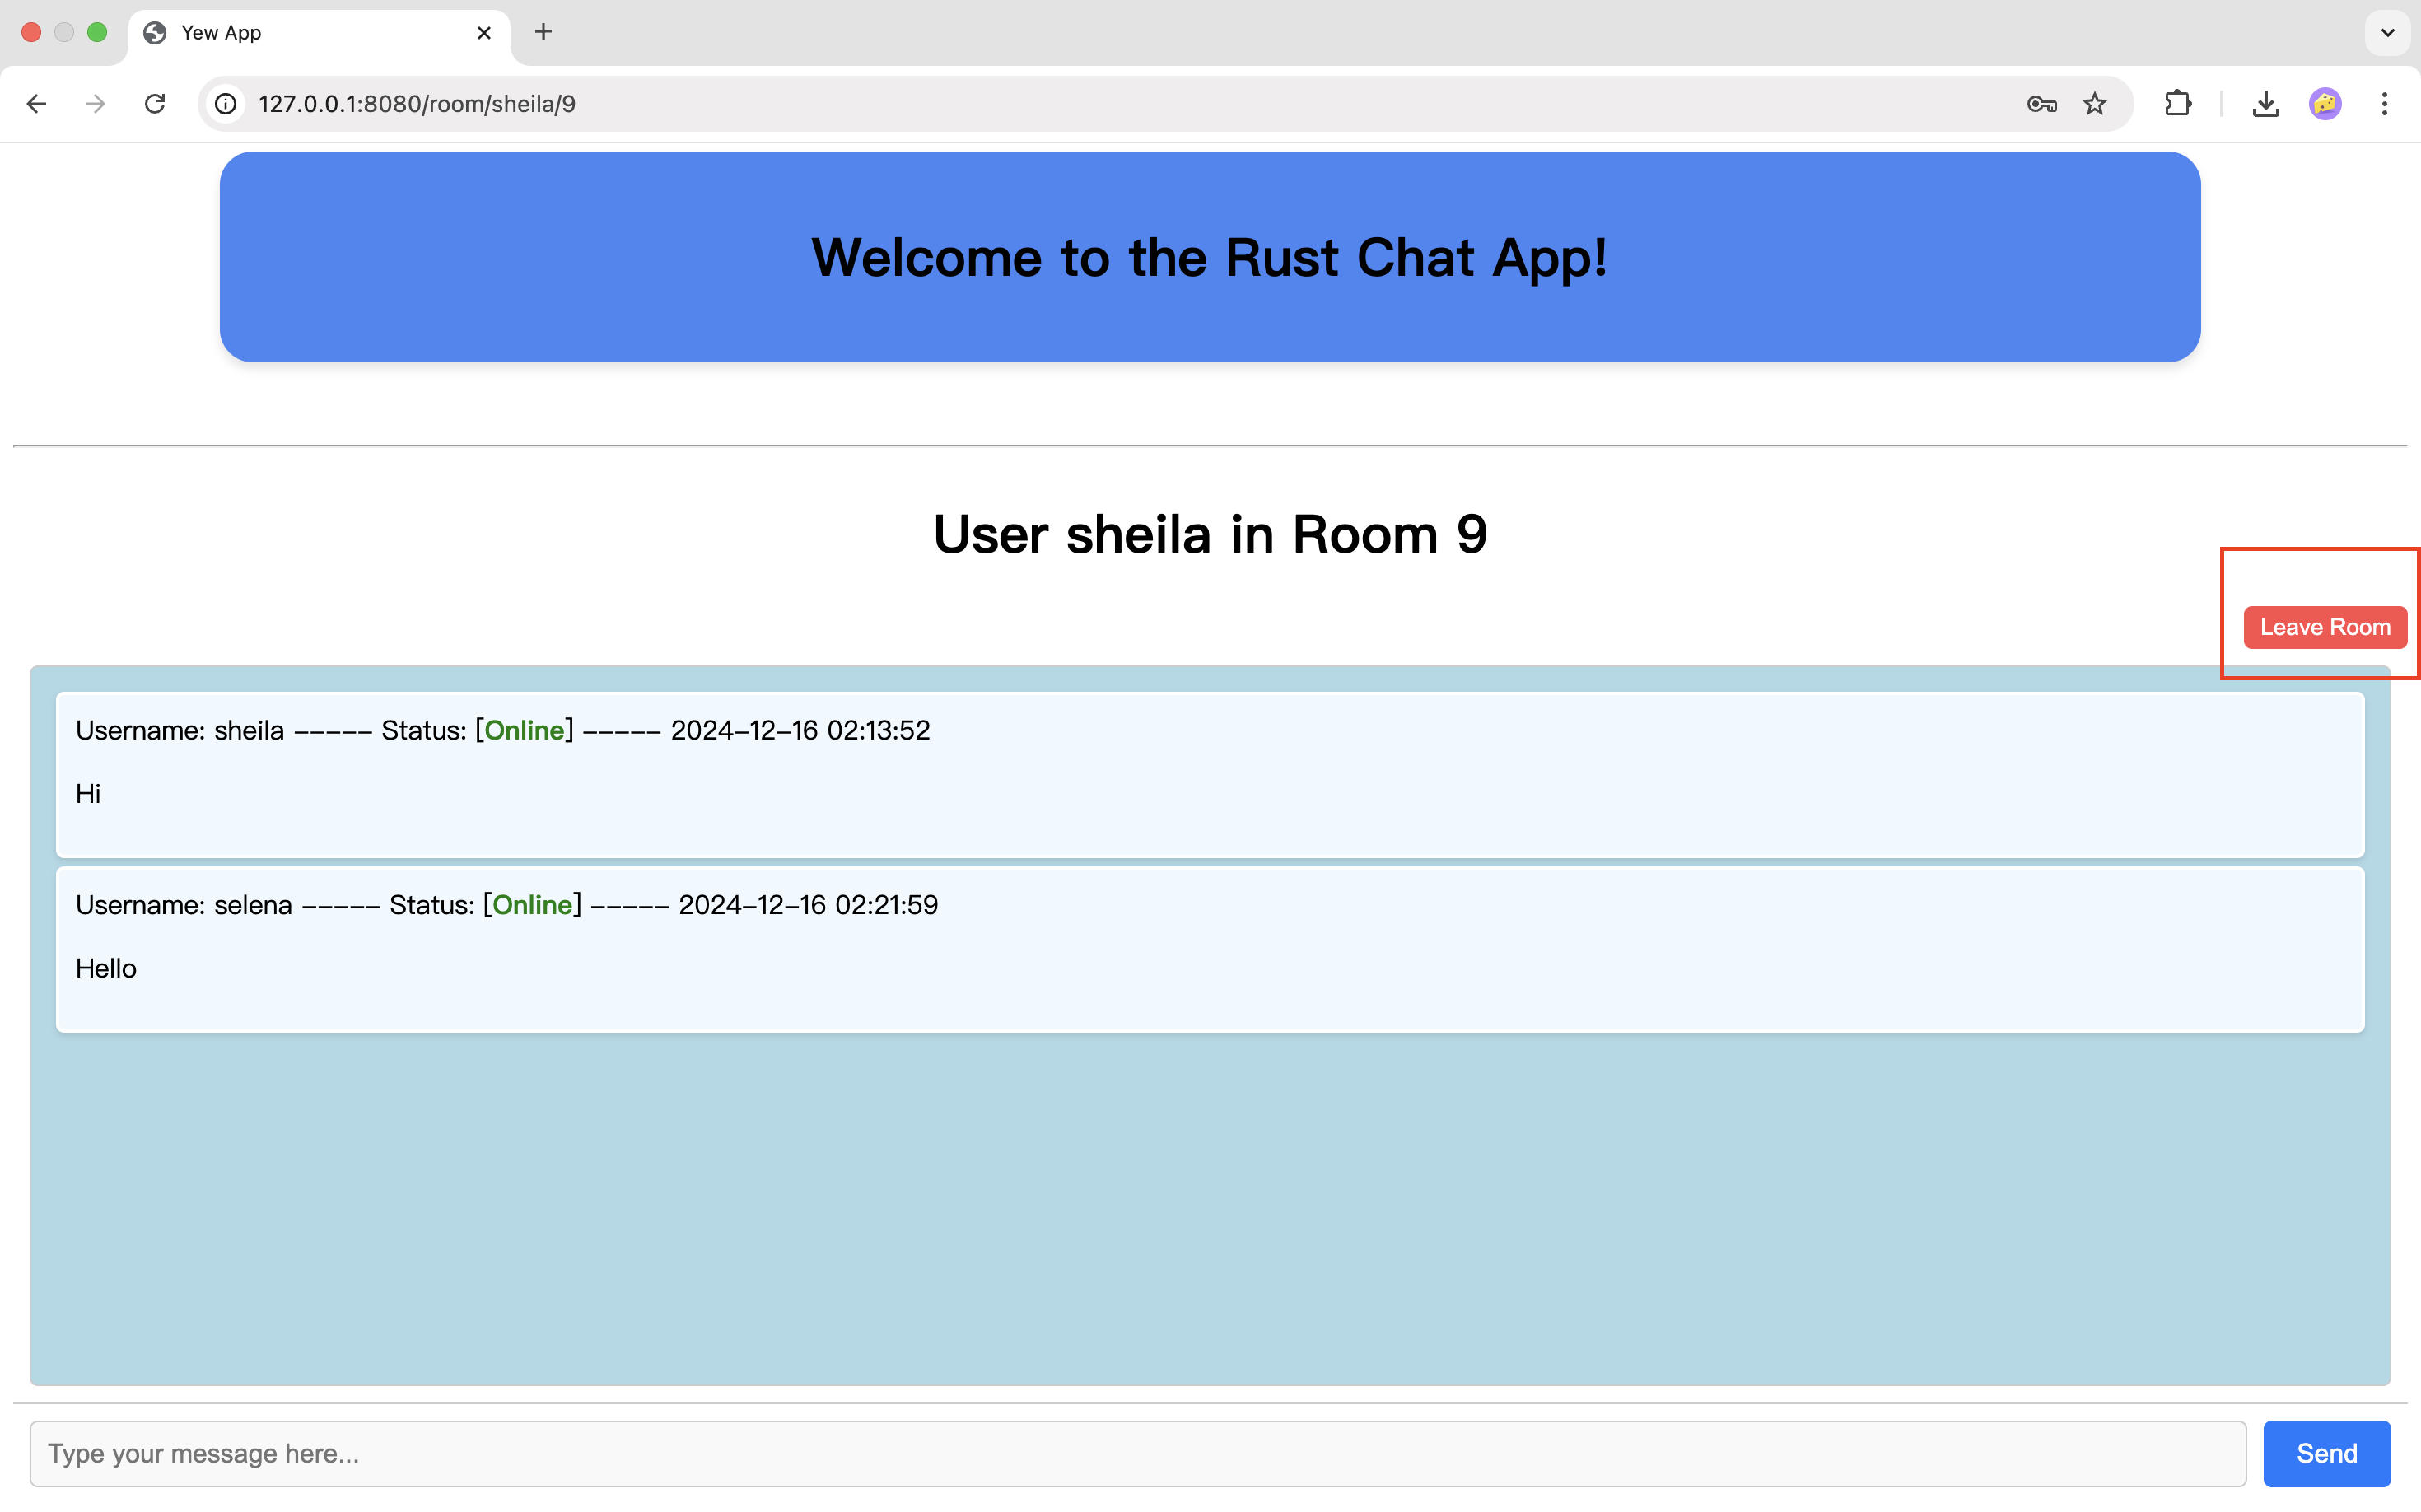 Yew App
127.0.0.1:8080/room/sheila/9
Welcome to the Rust Chat App!
User sheila in Room 9
Leave Room
Username: sheila ----- Status: [Online] ----- 2024-12-16 02:13:52
Hi
Username: selena ----- Status: [Online] ----- 2024-12-16 02:21:59
Hello
Type your message here...
Send